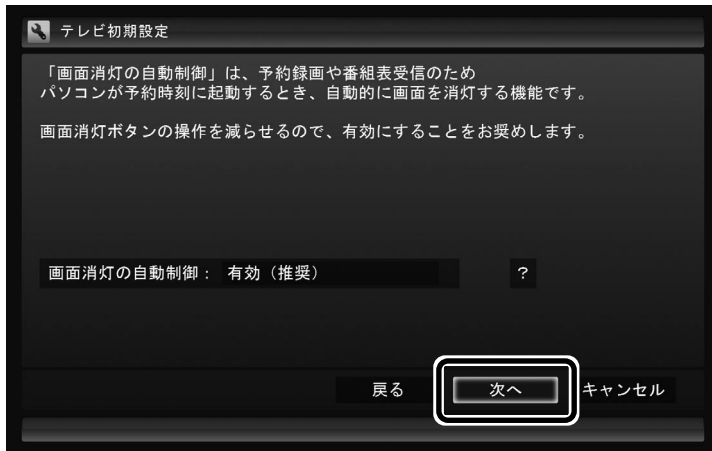 テレビ初期設定
「画面消灯の自動制御」は、予約録画や番組表受信のため
パソコンが予約時刻に起動するとき、自動的に画面を消灯する機能です。
画面消灯ボタンの操作を減らせるので、有効にすることをお奨めします。
画面消灯の自動制御： 有効（推奨） ?
戻る 次へ キャンセル